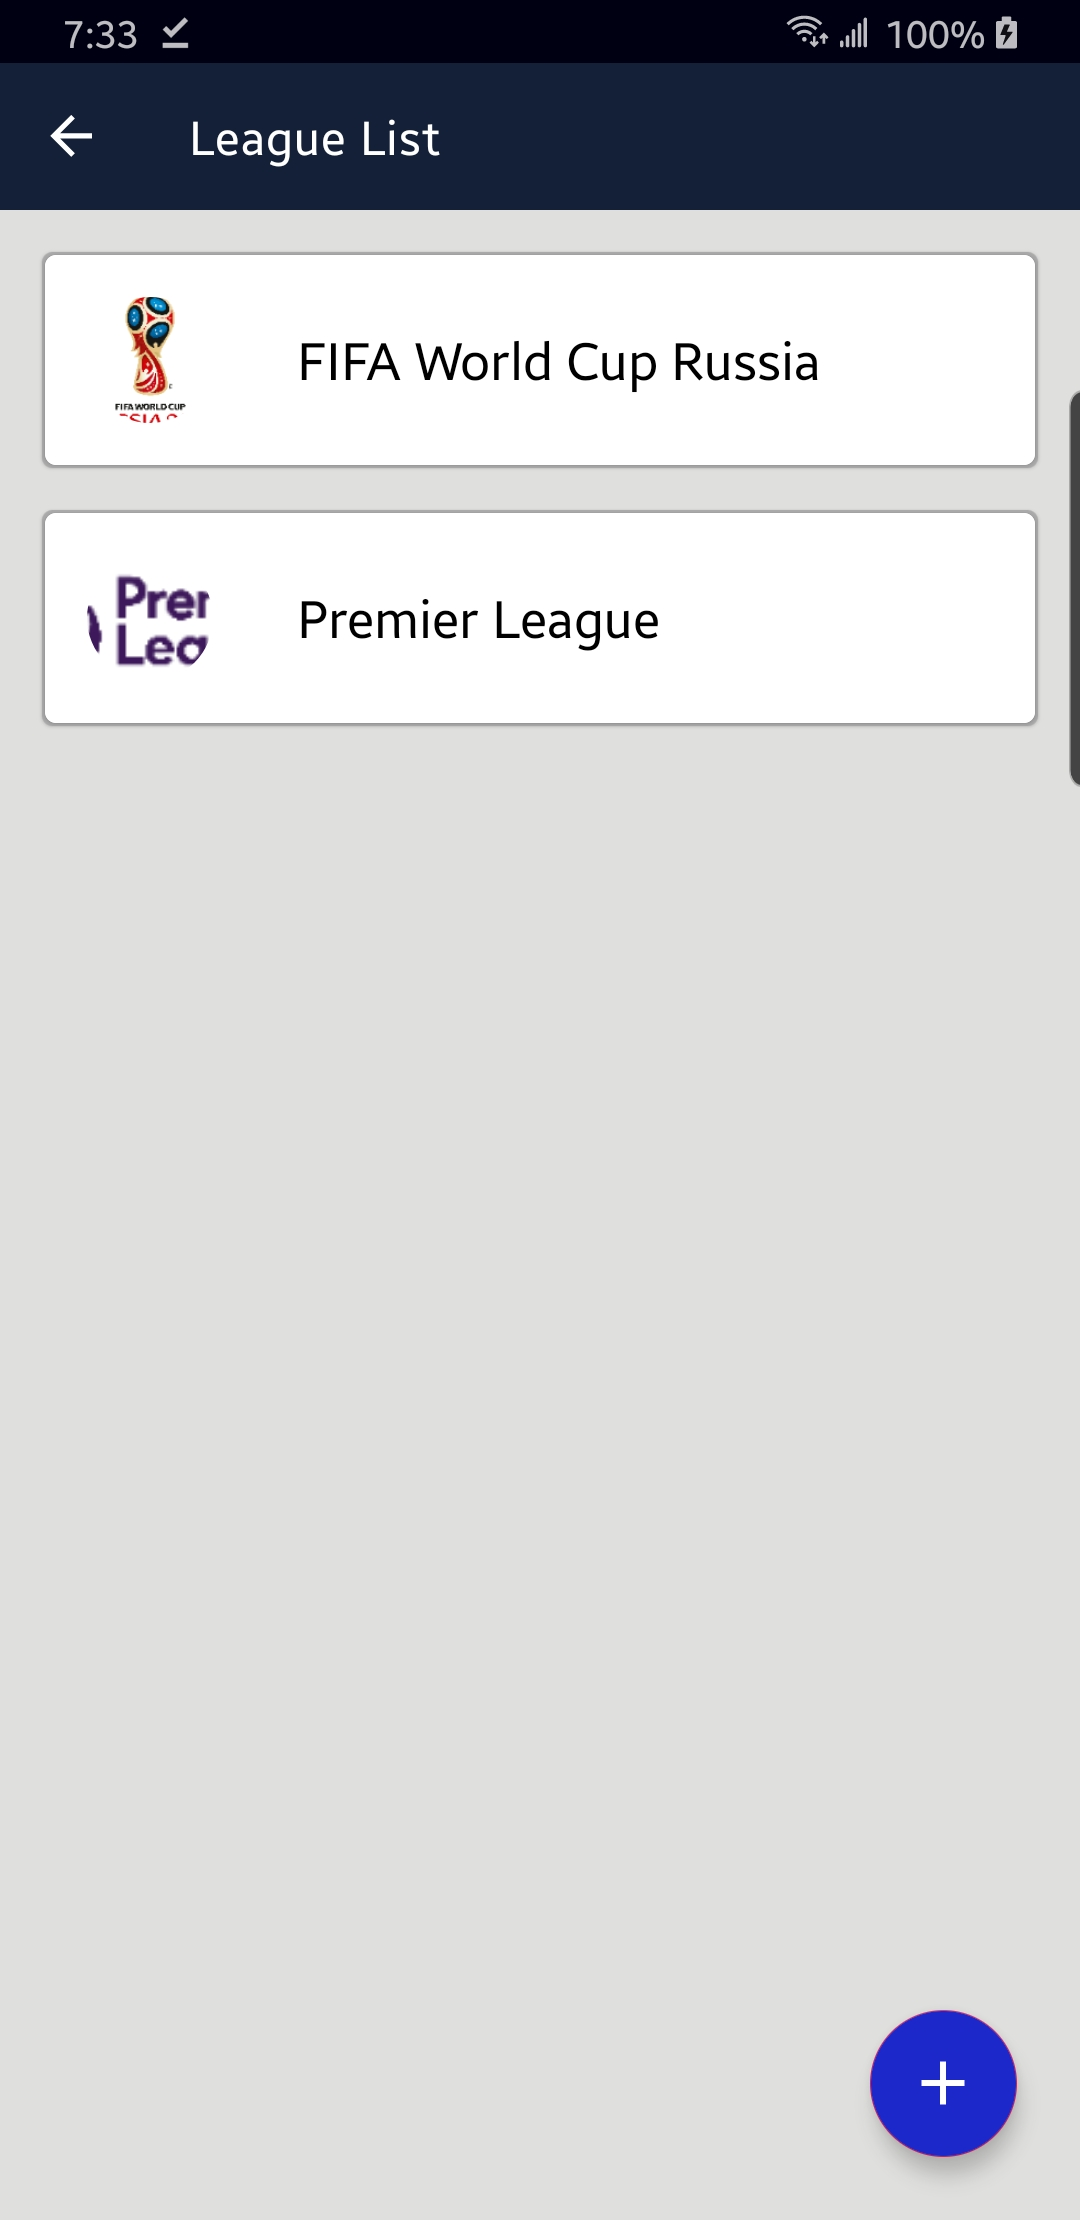 7:33
100%
League List
FIFA WORLD CUP
FIFA World Cup Russia
Prer
Lea
Premier League